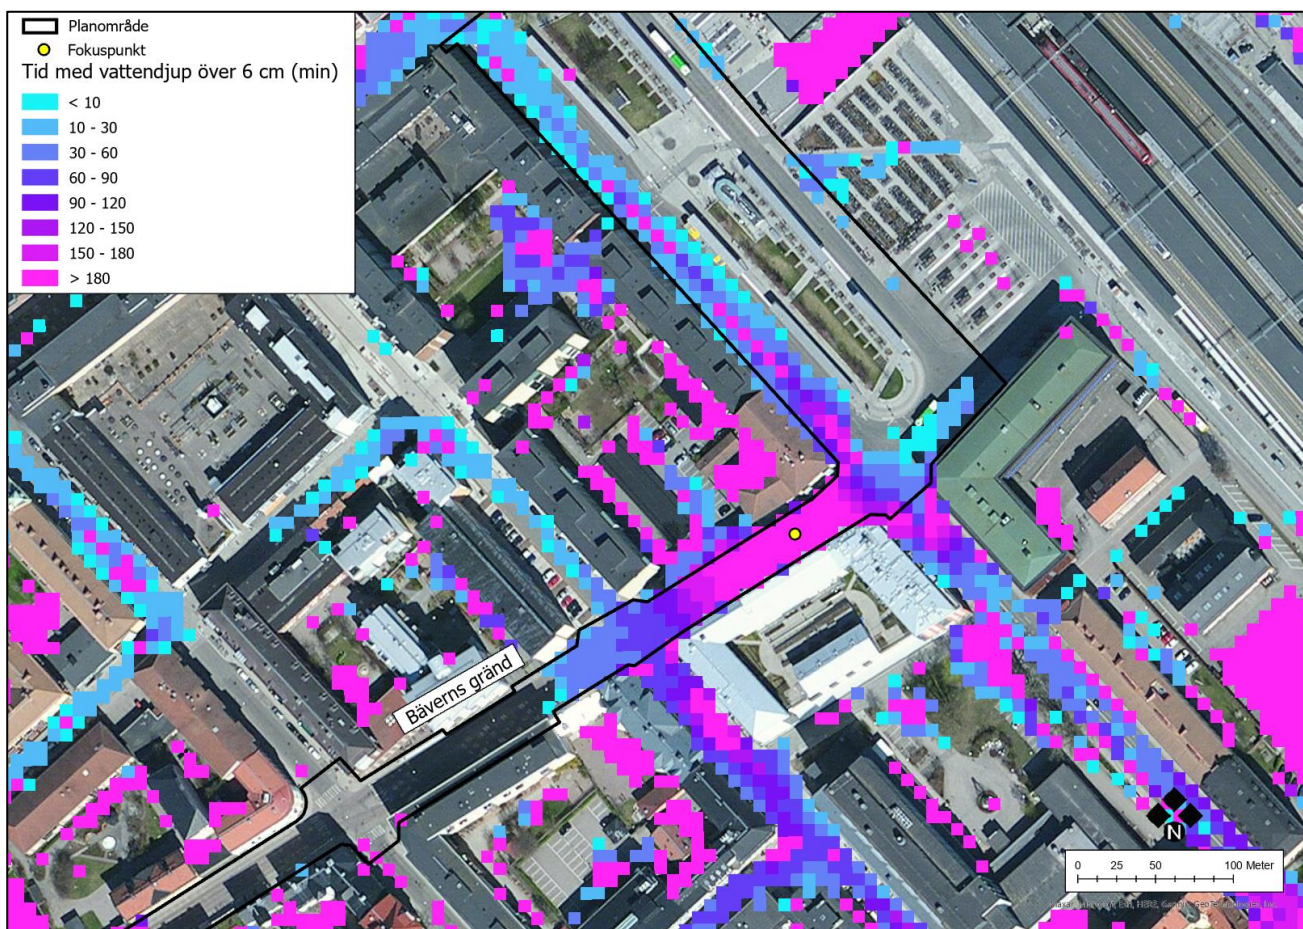 Planområde
Fokuspunkt
Tid med vattendjup över 6 cm (min)
< 10
10 - 30
30 - 60
60 - 90
90 - 120
120 - 150
150 - 180
> 180
Bäverns gränd
N
0 25 50 100 Meter